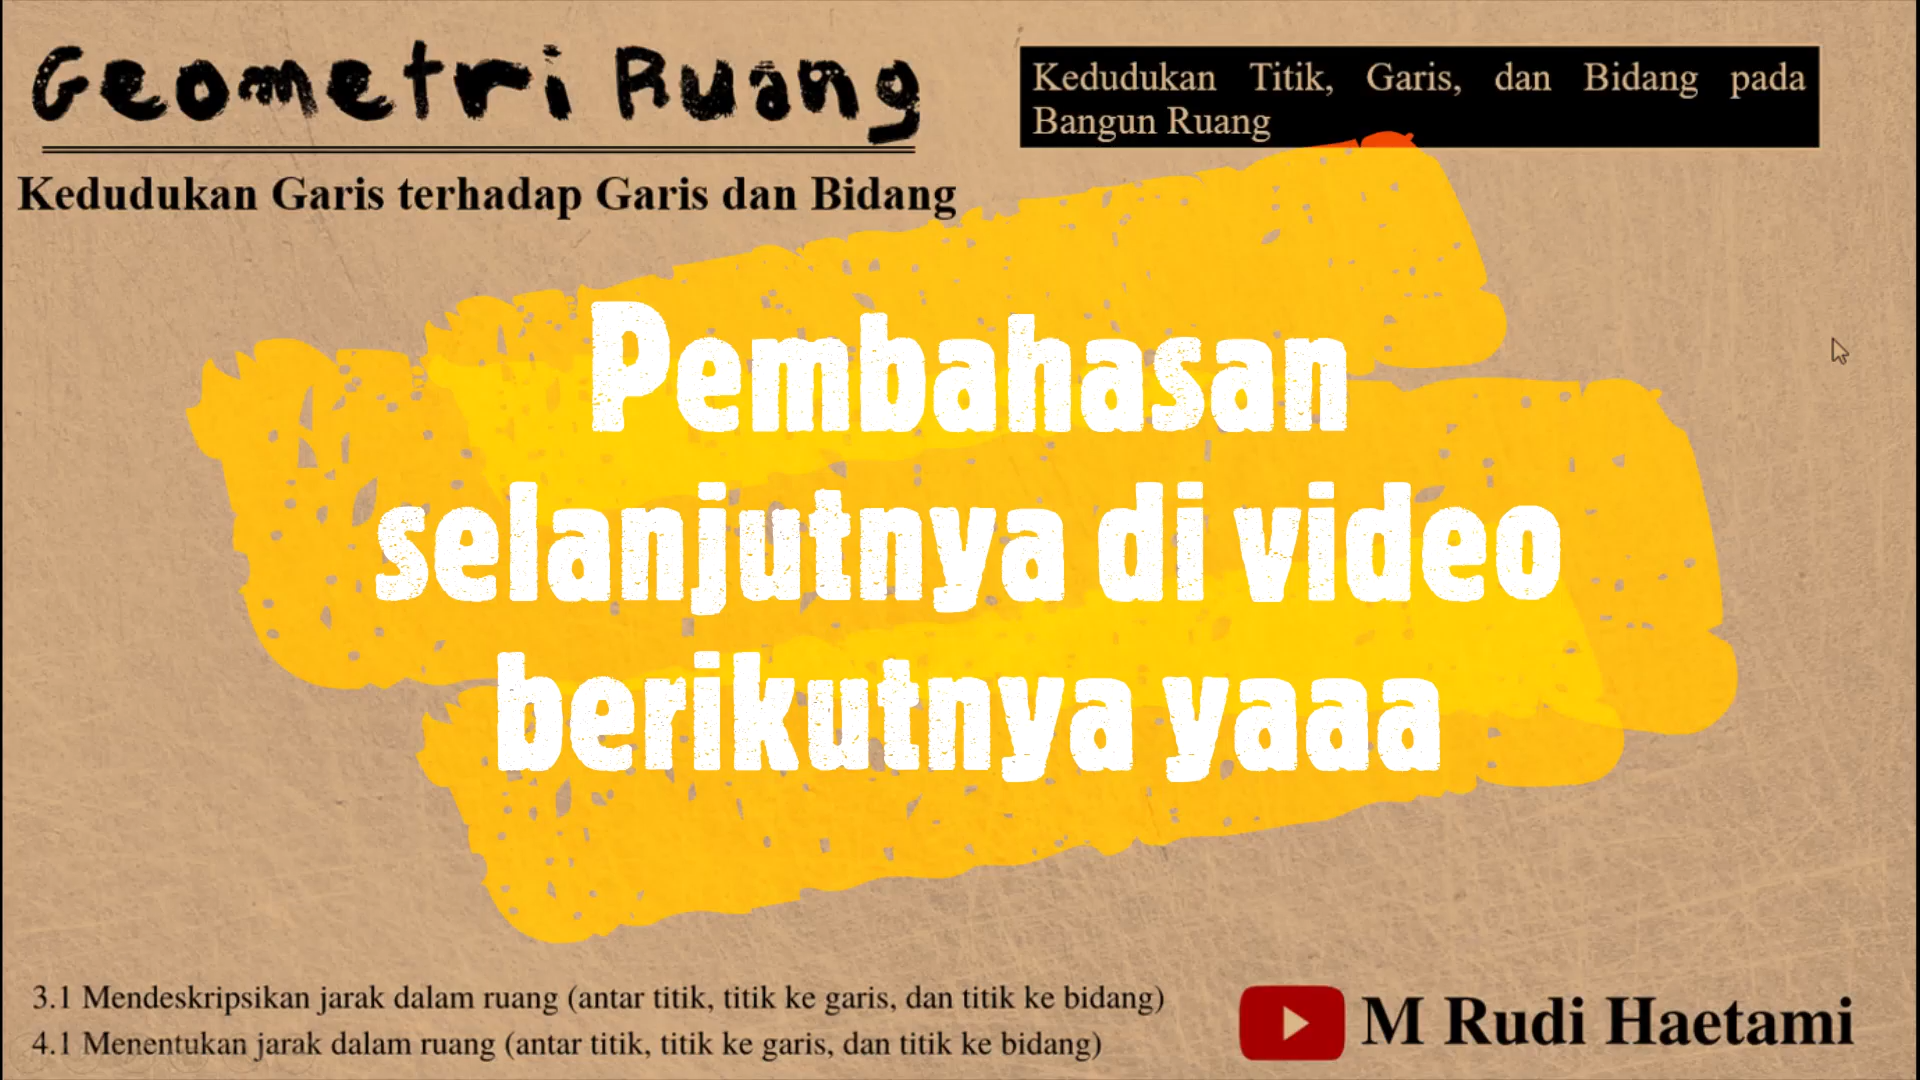 Geometri Ruang
Kedudukan Titik, Garis, dan Bidang pada
Bangun Ruang
Kedudukan Garis terhadap Garis dan Bidang
Pembahasan
selanjutnya di video
berikutnya yaaa
3.1 Mendeskripsikan jarak dalam ruang (antar titik, titik ke garis, dan titik ke bidang)
4.1 Menentukan jarak dalam ruang (antar titik, titik ke garis, dan titik ke bidang)
M Rudi Haetami